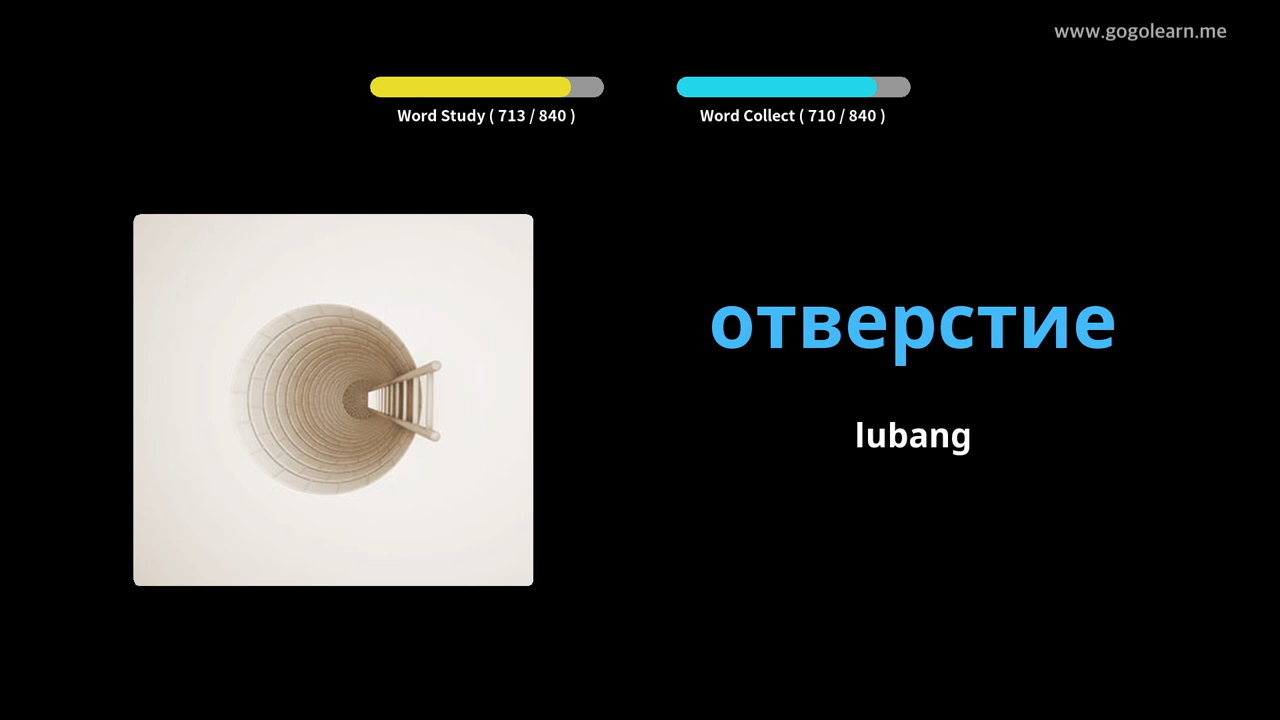 www.gogolearn.me
Word Study ( 713 / 840 )
Word Collect ( 710 / 840 )
отверстие
lubang